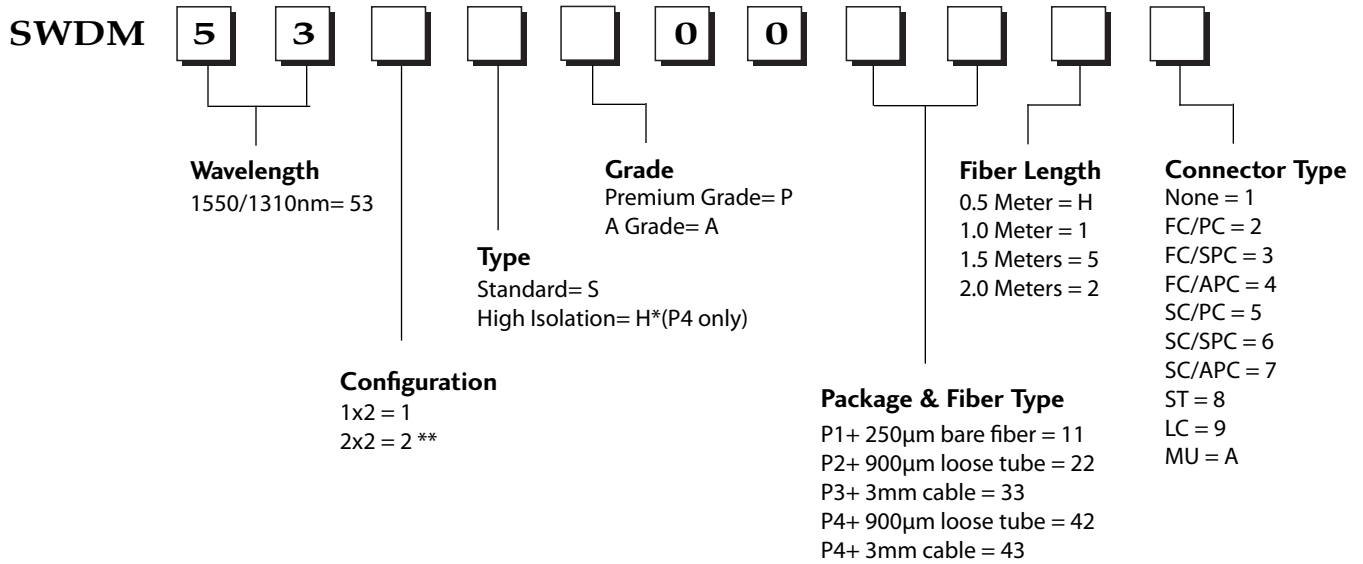 SWDM 5 3 0 0
Wavelength
1550/1310nm= 53
Configuration
1x2 = 1
2x2 = 2 **
Type
Standard= S
High Isolation= H*(P4 only)
Grade
Premium Grade= P
A Grade= A
Package & Fiber Type
P1+ 250µm bare fiber = 11
P2+ 900µm loose tube = 22
P3+ 3mm cable = 33
P4+ 900µm loose tube = 42
P4+ 3mm cable = 43
Fiber Length
0.5 Meter = H
1.0 Meter = 1
1.5 Meters = 5
2.0 Meters = 2
Connector Type
None = 1
FC/PC = 2
FC/SPC = 3
FC/APC = 4
SC/PC = 5
SC/SPC = 6
SC/APC = 7
ST = 8
LC = 9
MU = A